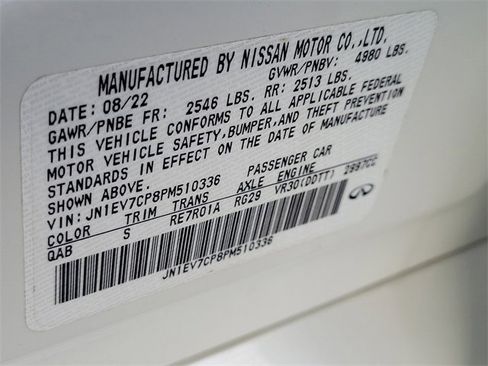 MANUFACTURED BY NISSAN MOTOR CO.,LTD.
DATE: 08/22 GVWR/PNBV: 4980 LBS.
GAWR/PNBE FR: 2546 LBS. RR: 2513 LBS.
THIS VEHICLE CONFORMS TO ALL APPLICABLE FEDERAL
MOTOR VEHICLE SAFETY,BUMPER,AND THEFT PREVENTION
STANDARDS IN EFFECT ON THE DATE OF MANUFACTURE
SHOWN ABOVE.
VIN: JN1EV7CP8PM510336 PASSENGER CAR
COLOR TRIM TRANS AXLE ENGINE
QAB S RE7R01A RG29 VR30(DDTT) 2997CC
JN1EV7CP8PM510336